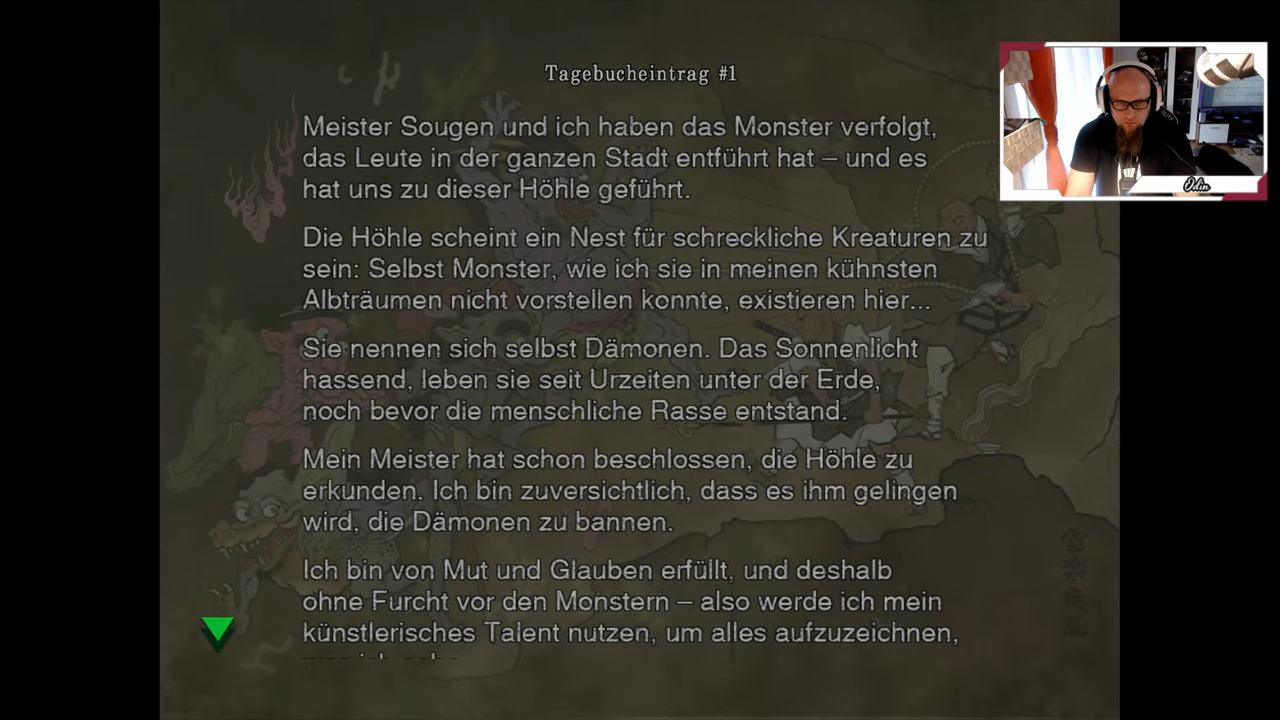 Tagebucheintrag #1
Meister Sougen und ich haben das Monster verfolgt,
das Leute in der ganzen Stadt entführt hat – und es
hat uns zu dieser Höhle geführt.
Die Höhle scheint ein Nest für schreckliche Kreaturen zu
sein: Selbst Monster, wie ich sie in meinen kühnsten
Albträumen nicht vorstellen konnte, existieren hier...
Sie nennen sich selbst Dämonen. Das Sonnenlicht
hassend, leben sie seit Urzeiten unter der Erde,
noch bevor die menschliche Rasse entstand.
Mein Meister hat schon beschlossen, die Höhle zu
erkunden. Ich bin zuversichtlich, dass es ihm gelingen
wird, die Dämonen zu bannen.
Ich bin von Mut und Glauben erfüllt, und deshalb
ohne Furcht vor den Monstern – also werde ich mein
künstlerisches Talent nutzen, um alles aufzuzeichnen,
Odin